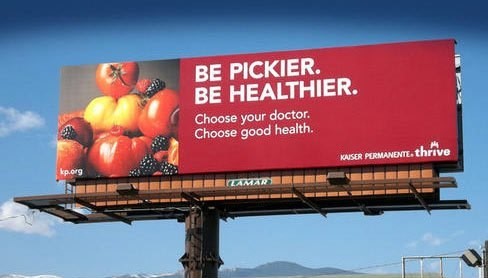 BE PICKIER.
BE HEALTHIER.
Choose your doctor.
Choose good health.
kp.org
KAISER PERMANENTE. thrive
LAMAR